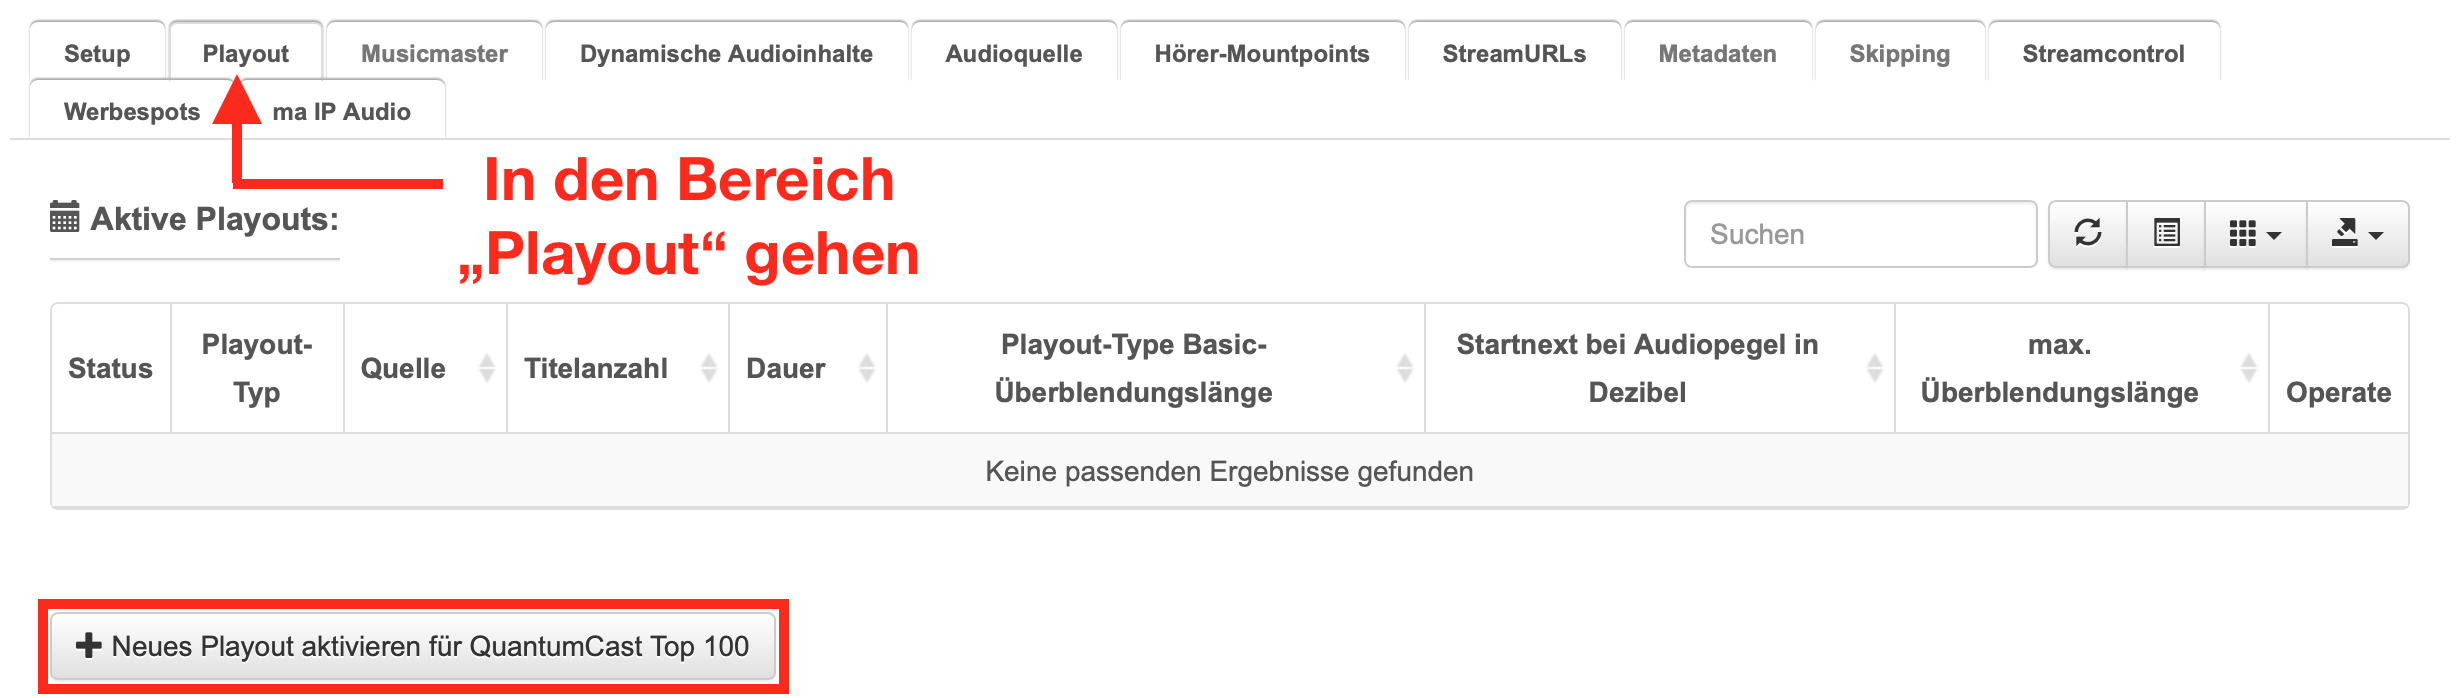 Setup Playout Musicmaster Dynamische Audioinhalte Audioquelle Hörer-Mountpoints StreamURLs Metadaten Skipping Streamcontrol
Werbespots ma IP Audio
In den Bereich
„Playout“ gehen
Aktive Playouts:
Suchen
Status Playout-Typ Quelle Titelanzahl Dauer Playout-Type Basic-Überblendungslänge Startnext bei Audiopegel in Dezibel max. Überblendungslänge Operate
Keine passenden Ergebnisse gefunden
Neues Playout aktivieren für QuantumCast Top 100